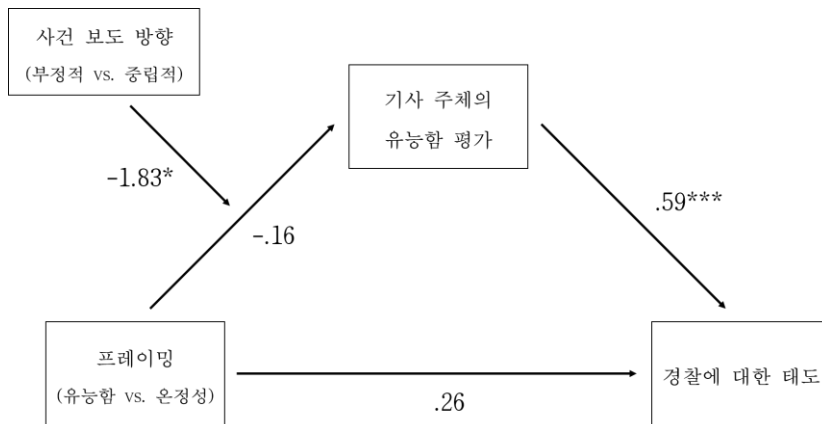 사건 보도 방향
(부정적 vs. 중립적)
기사 주체의
유능함 평가
-1.83*
-.16
.59***
프레이밍
(유능함 vs. 온정성)
.26
경찰에 대한 태도